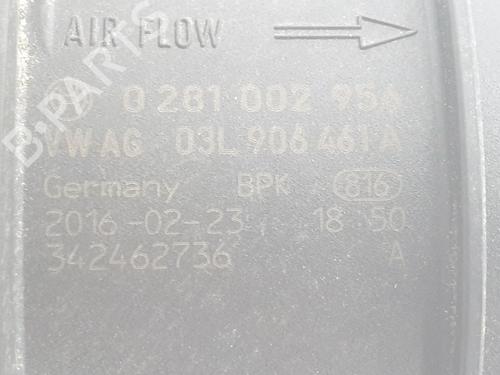 AIR FLOW
0 281 002 956
VW AG 03L 906 461 A
Germany BPK 816
2016-02-23 18 50
342462736 A
B-PARTS